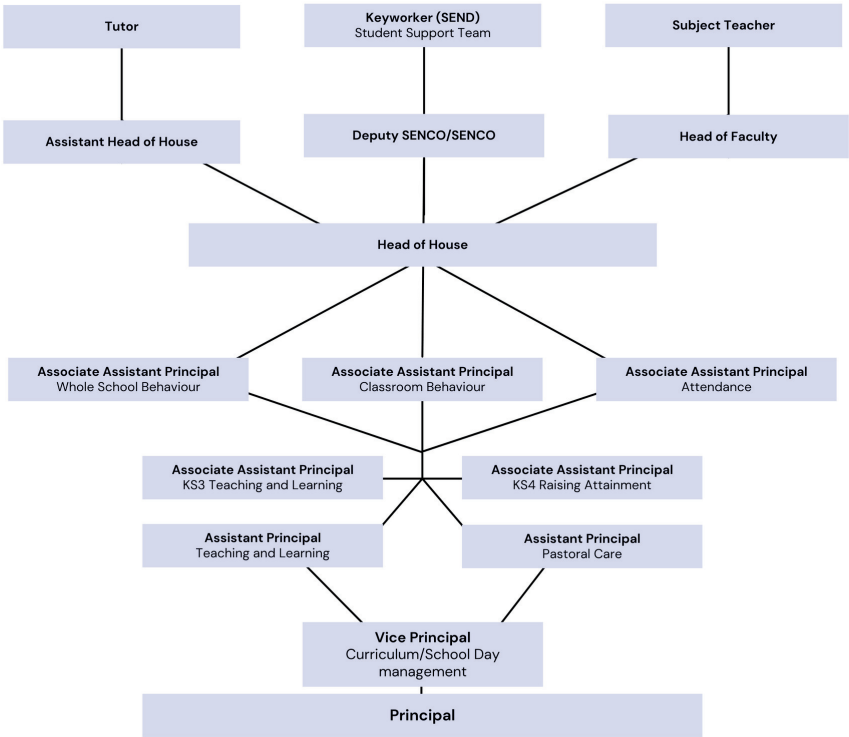 Tutor
Keyworker (SEND)
Student Support Team
Subject Teacher
Assistant Head of House
Deputy SENCO/SENCO
Head of Faculty
Head of House
Associate Assistant Principal
Whole School Behaviour
Associate Assistant Principal
Classroom Behaviour
Associate Assistant Principal
Attendance
Associate Assistant Principal
KS3 Teaching and Learning
Associate Assistant Principal
KS4 Raising Attainment
Assistant Principal
Teaching and Learning
Assistant Principal
Pastoral Care
Vice Principal
Curriculum/School Day
management
Principal